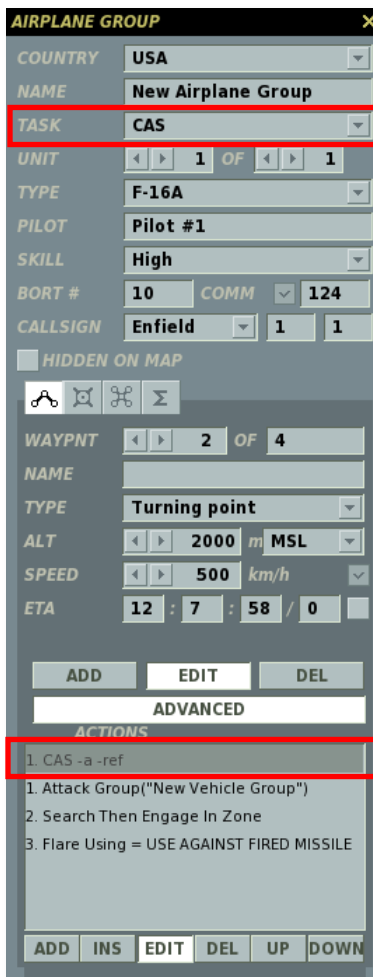 AIRPLANE GROUP ×
COUNTRY USA
NAME New Airplane Group
TASK CAS
UNIT 1 OF 1
TYPE F-16A
PILOT Pilot #1
SKILL High
BORT # 10 COMM 124
CALLSIGN Enfield 1 1
HIDDEN ON MAP
Σ
WAYPNT 2 OF 4
NAME
TYPE Turning point
ALT 2000 m MSL
SPEED 500 km/h
ETA 12 : 7 : 58 / 0
ADD EDIT DEL
ADVANCED
ACTIONS
1. CAS -a -ref
1. Attack Group("New Vehicle Group")
2. Search Then Engage In Zone
3. Flare Using = USE AGAINST FIRED MISSILE
ADD INS EDIT DEL UP DOWN